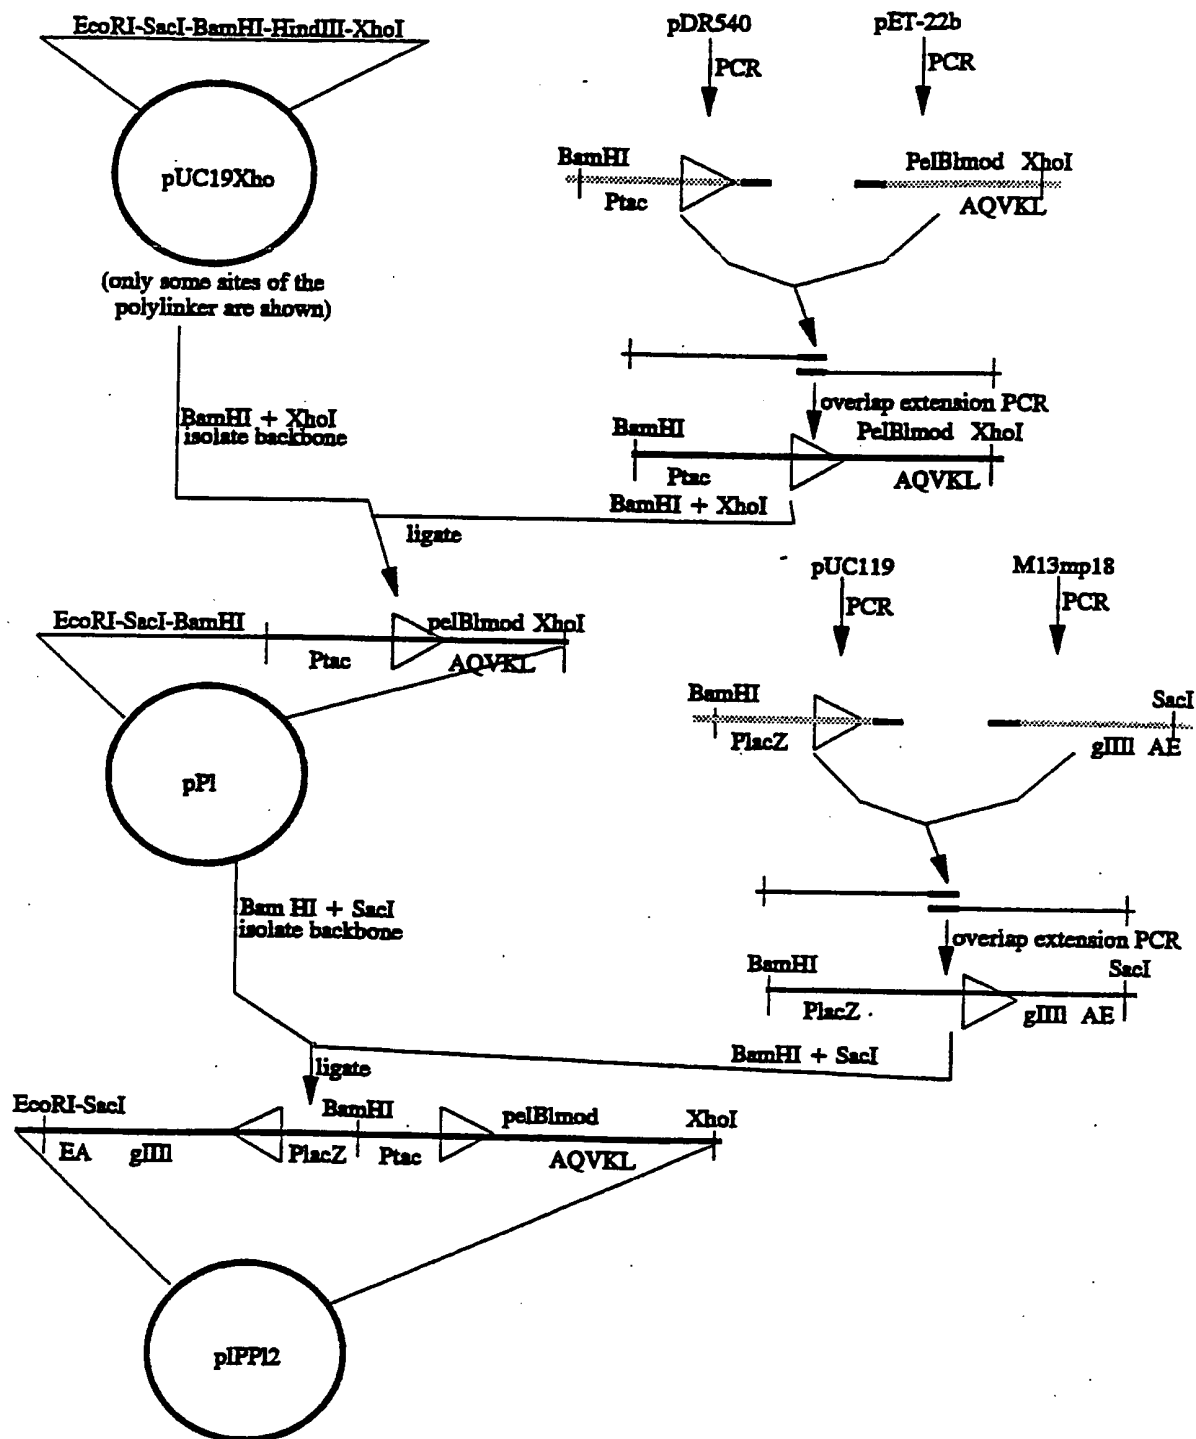 EcoRI-SacI-BamHI-HindIII-XhoI
pUC19Xho
(only some sites of the
polylinker are shown)
BamHI + XhoI
isolate backbone
pDR540
pET-22b
PCR
PCR
BamHI
Ptac
PelBlmod XhoI
AQVKL
overlap extension PCR
BamHI
PelBlmod XhoI
Ptac
AQVKL
BamHI + XhoI
ligate
EcoRI-SacI-BamHI
pelBlmod XhoI
Ptac
AQVKL
pPl
pUC119
M13mp18
PCR
PCR
BamHI
PlacZ
SacI
gIIIl AE
Bam HI + SacI
isolate backbone
overlap extension PCR
BamHI
SacI
PlacZ
gIIIl AE
BamHI + SacI
ligate
EcoRI-SacI
BamHI
pelBlmod
XhoI
EA
gIIIl
PlacZ
Ptac
AQVKL
plPPl2